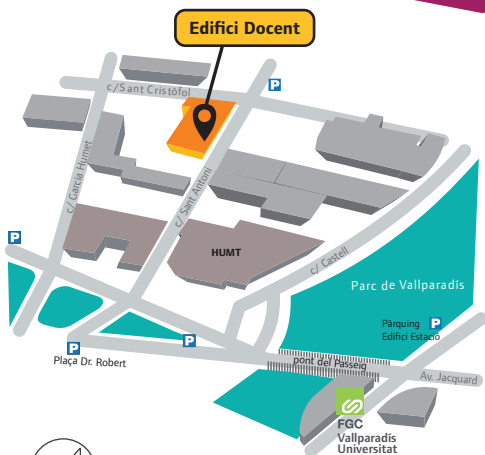 Edifici Docent
P
c/Sant Cristòfol
c/ Garcia Humet
c/ Sant Antoni
P
HUMT
c/ Castell
Parc de Vallparadís
Pàrquing P
Edifici Estació
P
P
Plaça Dr. Robert
pont del Passeig
Av. Jacquard
FGC
Vallparadís
Universitat